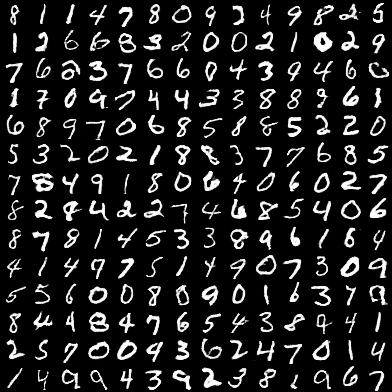 8 1 1 4 7 8 0 9 3 4 9 8 2 5
1 2 6 6 8 3 2 0 0 2 1 0 2 9
7 6 2 3 7 6 6 0 4 3 9 4 6 0
1 7 0 9 7 4 4 3 3 8 8 9 6 1
6 8 9 7 0 6 8 5 8 8 5 2 2 0
5 3 2 0 2 1 8 8 3 7 7 6 8 5
7 8 4 9 1 8 0 6 4 0 6 0 2 7
8 2 8 4 2 2 7 4 6 8 5 4 0 6
8 7 8 1 4 5 3 3 8 9 6 1 6 4
4 1 4 9 7 5 1 4 9 0 7 3 0 9
5 5 6 0 0 8 0 9 0 1 6 3 7 8
8 4 4 8 4 7 6 5 4 3 8 9 4 1
2 5 7 0 0 9 3 6 2 4 7 0 1 4
1 4 9 9 4 3 9 2 3 8 1 9 6 7